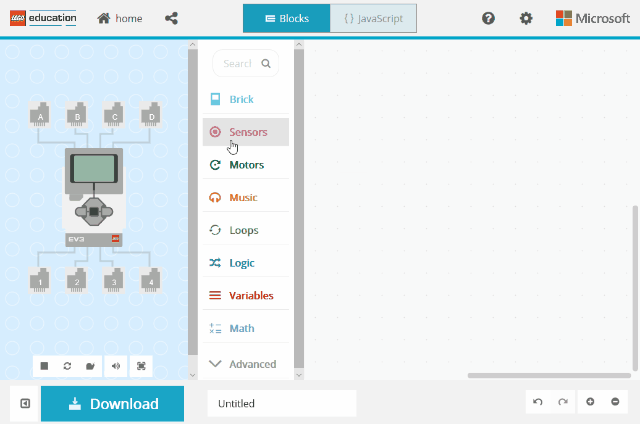 LEGO education
home
Blocks
{ } JavaScript
Microsoft
Search
Brick
Sensors
Motors
Music
Loops
Logic
Variables
Math
Advanced
A B C D
EV3 LEGO
1 2 3 4
Download
Untitled